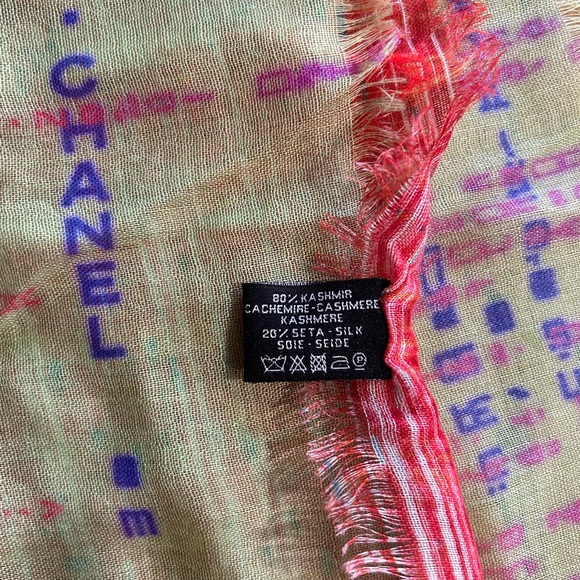 CHANEL
80% KASHMIR
CACHEMIRE-CASHMERE
KASHMERE
20% SETA - SILK
SOIE - SEIDE
P